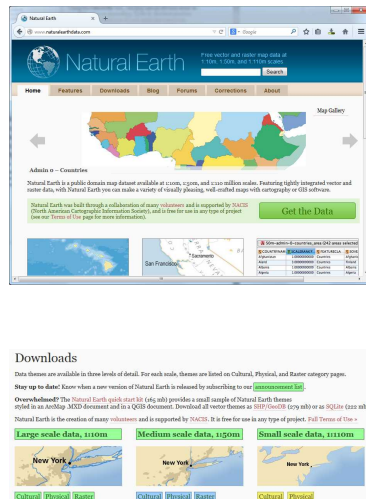 Natural Earth
www.naturalearthdata.com
Google
Natural Earth
Free vector and raster map data at
1:10m, 1:50m, and 1:110m scales
Search
Home Features Downloads Blog Forums Corrections About
Map Gallery
Admin 0 – Countries
Natural Earth is a public domain map dataset available at 1:10m, 1:50m, and 1:110 million scales. Featuring tightly integrated vector and
raster data, with Natural Earth you can make a variety of visually pleasing, well-crafted maps with cartography or GIS software.
Natural Earth was built through a collaboration of many volunteers and is supported by NACIS
(North American Cartographic Information Society), and is free for use in any type of project
(see our Terms of Use page for more information).
Get the Data
Sacramento
San Francisco
Downloads
Data themes are available in three levels of detail. For each scale, themes are listed on Cultural, Physical, and Raster category pages.
Stay up to date! Know when a new version of Natural Earth is released by subscribing to our announcement list.
Overwhelmed? The Natural Earth quick start kit (165 mb) provides a small sample of Natural Earth themes
styled in an ArcMap .MXD document and in a QGIS document. Download all vector themes as SHP/GeoDB (279 mb) or as SQLite (222 mb
Natural Earth is the creation of many volunteers and is supported by NACIS. It is free for use in any type of project. Full Terms of Use »
Large scale data, 1:10m Medium scale data, 1:50m Small scale data, 1:110m
New York New York New York
Cultural Physical Raster Cultural Physical Raster Cultural Physical